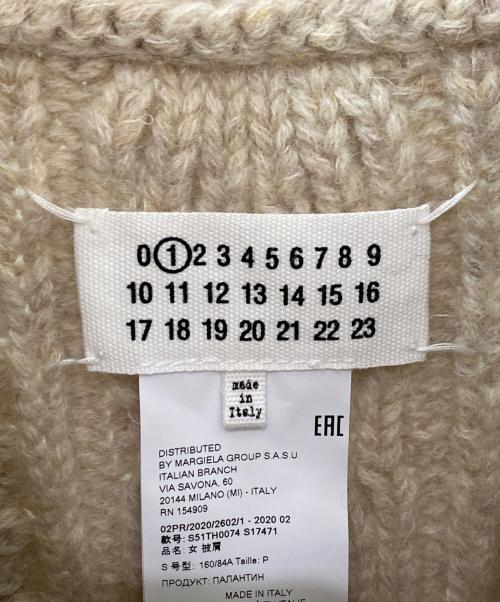 0 1 2 3 4 5 6 7 8 9
10 11 12 13 14 15 16
17 18 19 20 21 22 23
made
in
Italy
EAC
DISTRIBUTED
BY MARGIELA GROUP S.A.S.U.
ITALIAN BRANCH
VIA SAVONA, 60
20144 MILANO (MI) - ITALY
RN 154909
02PR/2020/2602/1 - 2020 02
款号: S51TH0074 S17471
品名: 女 披肩
S 号型: 160/84A Taille: P
ПРОДУКТ: ПАЛАНТИН
MADE IN ITALY